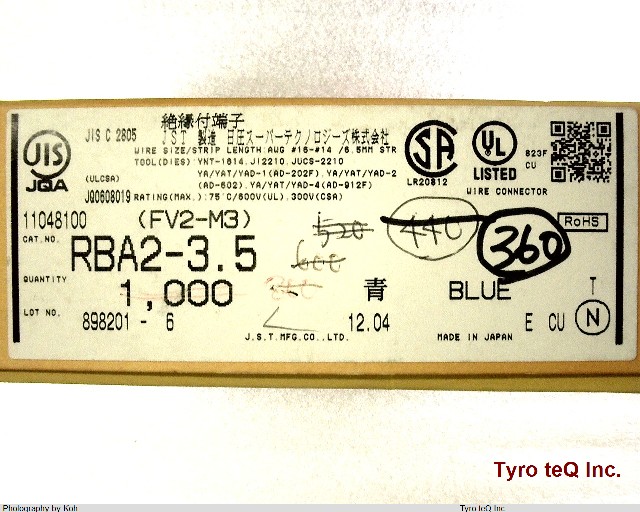 絶縁付端子
JIS C 2805
J.S.T 製造 日圧スーパーテクノロジーズ株式会社
JIS
JQA
WIRE SIZE/STRIP LENGTH:AWG #16-#14 /6.5MM STR
TOOL(DIES) YNT-1614.JI2210.JUCS-2210
YA/YAT/YAD-1(AD-202F).YA/YAT/YAD-2
(ULCSA)
(AD-602).YA/YAT/YAD-4(AD-912F)
JQ0608019
RATING(MAX.):75°C/600V(UL).300V(CSA)
SA
LR20812
UL
LISTED
823F
CU
WIRE CONNECTOR
11048100
(FV2-M3)
520
440
360
RoHS
CAT.NO.
RBA2-3.5
600
QUANTITY
1,000
青
BLUE
T
LOT NO.
898201 - 6
12.04
E CU N
J.S.T.MFG.CO.,LTD.
MADE IN JAPAN
Tyro teQ Inc.
Photography by Koh
Tyro teQ Inc.